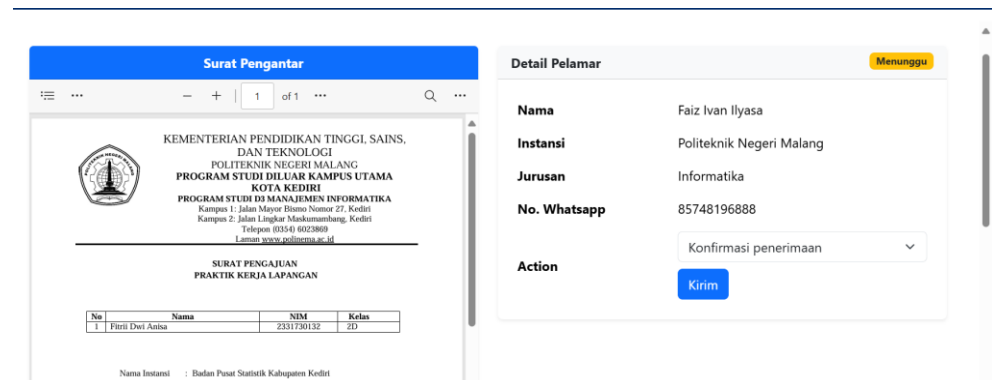 Surat Pengantar
1 of 1
KEMENTERIAN PENDIDIKAN TINGGI, SAINS,
DAN TEKNOLOGI
POLITEKNIK NEGERI MALANG
PROGRAM STUDI DILUAR KAMPUS UTAMA
KOTA KEDIRI
PROGRAM STUDI D3 MANAJEMEN INFORMATIKA
Kampus 1: Jalan Mayor Bismo Nomor 27, Kediri
Kampus 2: Jalan Lingkar Maskumambang, Kediri
Telepon (0354) 6023869
Laman www.polinema.ac.id
SURAT PENGAJUAN
PRAKTIK KERJA LAPANGAN
No Nama NIM Kelas
1 Fitrii Dwi Anisa 2331730132 2D
Nama Instansi : Badan Pusat Statistik Kabupaten Kediri
Detail Pelamar Menunggu
Nama Faiz Ivan Ilyasa
Instansi Politeknik Negeri Malang
Jurusan Informatika
No. Whatsapp 85748196888
Action Konfirmasi penerimaan
Kirim